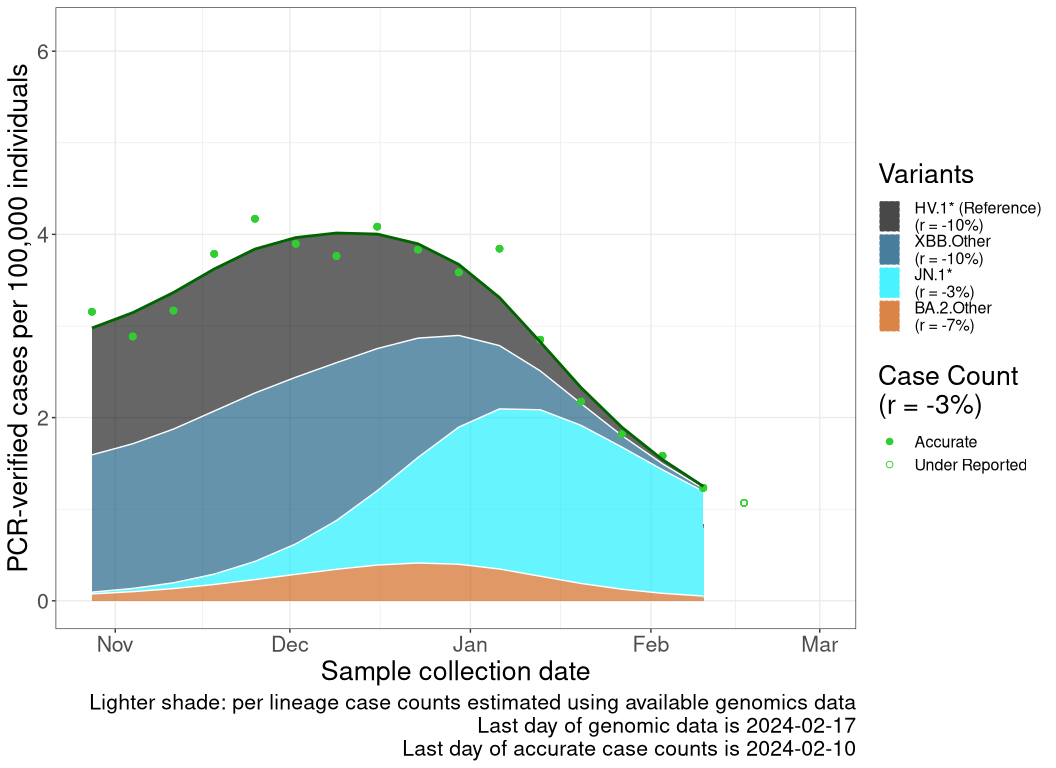 PCR-verified cases per 100,000 individuals
6
4
2
0
Nov Dec Jan Feb Mar
Sample collection date
Lighter shade: per lineage case counts estimated using available genomics data
Last day of genomic data is 2024-02-17
Last day of accurate case counts is 2024-02-10
Variants
HV.1* (Reference)
(r = -10%)
XBB.Other
(r = -10%)
JN.1*
(r = -3%)
BA.2.Other
(r = -7%)
Case Count
(r = -3%)
Accurate
Under Reported